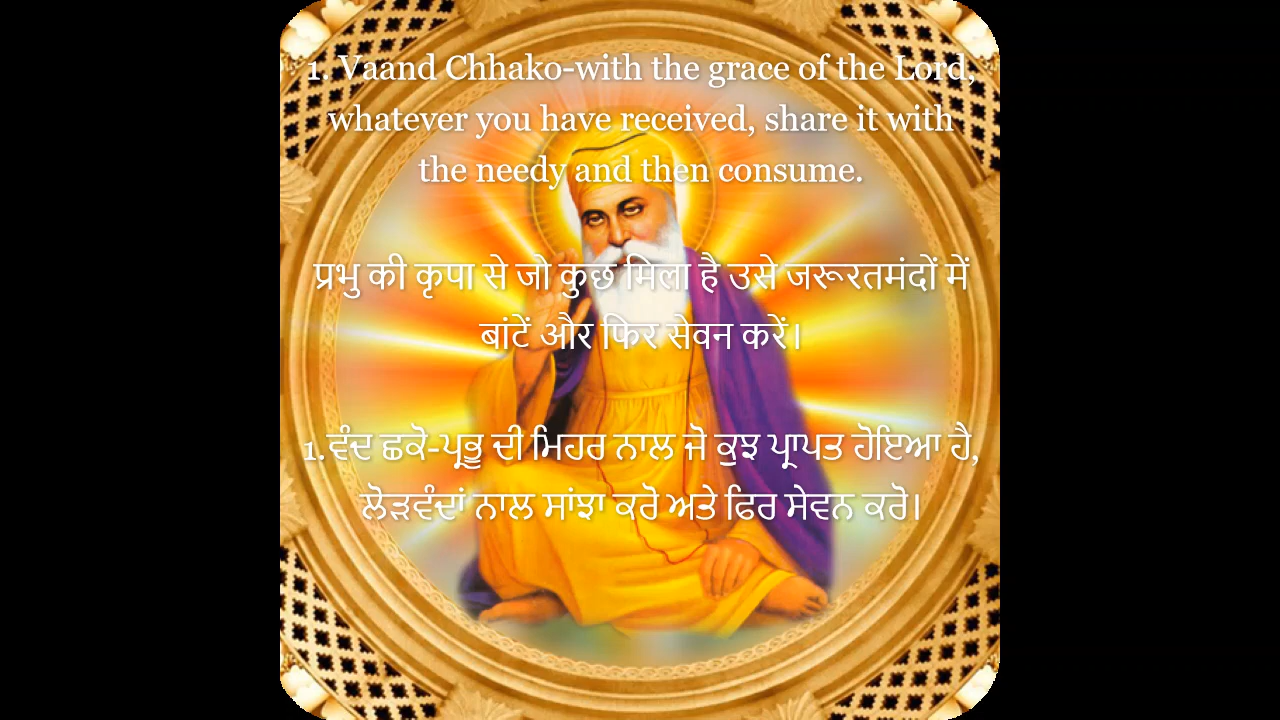 1. Vaand Chhako-with the grace of the Lord,
whatever you have received, share it with
the needy and then consume.
प्रभु की कृपा से जो कुछ मिला है उसे जरूरतमंदों में
बांटें और फिर सेवन करें।
1.ਵੰਦ ਛਕੋ-ਪ੍ਰਭੂ ਦੀ ਮਿਹਰ ਨਾਲ ਜੋ ਕੁਝ ਪ੍ਰਾਪਤ ਹੋਇਆ ਹੈ,
ਲੋੜਵੰਦਾਂ ਨਾਲ ਸਾਂਝਾ ਕਰੋ ਅਤੇ ਫਿਰ ਸੇਵਨ ਕਰੋ।